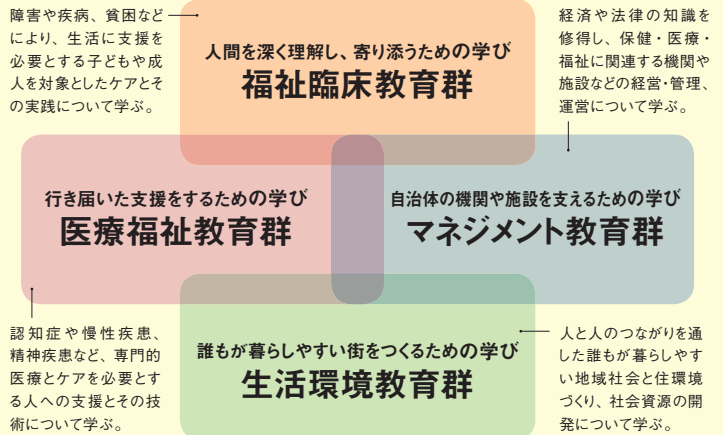 障害や疾病、貧困など
により、生活に支援を
必要とする子どもや成
人を対象としたケアとそ
の実践について学ぶ。
人間を深く理解し、寄り添うための学び
福祉臨床教育群
経済や法律の知識を
修得し、保健・医療・
福祉に関連する機関や
施設などの経営・管理、
運営について学ぶ。
行き届いた支援をするための学び
医療福祉教育群
自治体の機関や施設を支えるための学び
マネジメント教育群
認知症や慢性疾患、
精神疾患など、専門的
医療とケアを必要とす
る人への支援とその技
術について学ぶ。
誰もが暮らしやすい街をつくるための学び
生活環境教育群
人と人のつながりを通
した誰もが暮らしやす
い地域社会と住環境
づくり、社会資源の開
発について学ぶ。